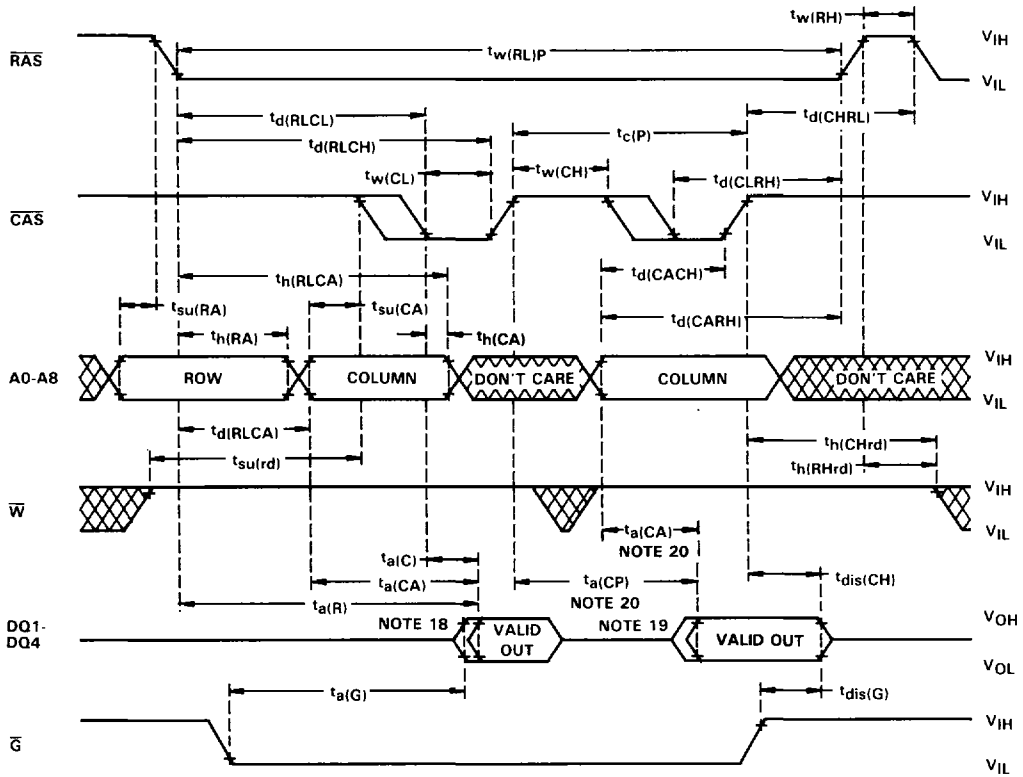 tw(RH)
RAS
tw(RL)P
VIH
VIL
td(RLCL)
td(CHRL)
td(RLCH)
tc(P)
tw(CL)
tw(CH)
td(CLRH)
CAS
VIH
VIL
th(RLCA)
td(CACH)
tsu(RA)
tsu(CA)
td(CARH)
th(RA)
th(CA)
A0-A8
ROW
COLUMN
DON'T CARE
COLUMN
DON'T CARE
VIH
VIL
td(RLCA)
th(CHrd)
tsu(rd)
th(RHrd)
W
VIH
VIL
ta(CA)
NOTE 20
ta(C)
ta(CA)
ta(CP)
NOTE 20
tdis(CH)
ta(R)
DQ1-
DQ4
NOTE 18
VALID
OUT
NOTE 19
VALID OUT
VOH
VOL
ta(G)
tdis(G)
G
VIH
VIL